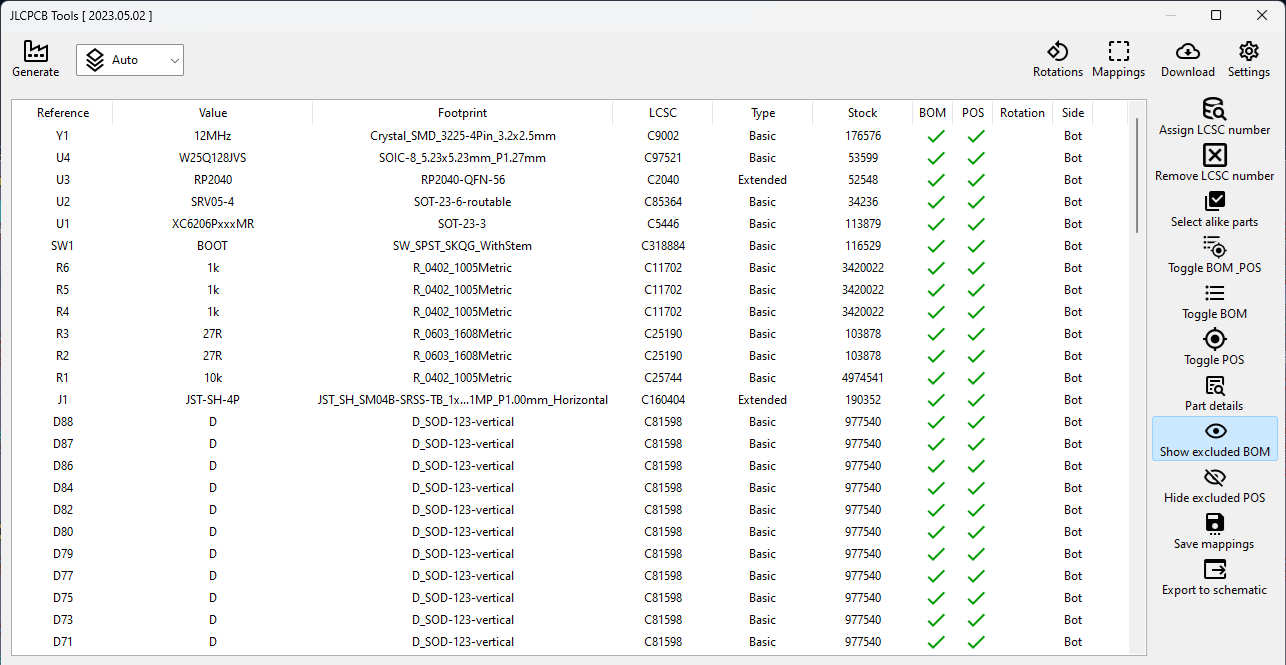 JLCPCB Tools [ 2023.05.02 ]
Generate
Auto
Rotations Mappings Download Settings
Reference Value Footprint LCSC Type Stock BOM POS Rotation Side
Y1 12MHz Crystal_SMD_3225-4Pin_3.2x2.5mm C9002 Basic 176576 Bot
U4 W25Q128JVS SOIC-8_5.23x5.23mm_P1.27mm C97521 Basic 53599 Bot
U3 RP2040 RP2040-QFN-56 C2040 Extended 52548 Bot
U2 SRV05-4 SOT-23-6-routable C85364 Basic 34236 Bot
U1 XC6206PxxxMR SOT-23-3 C5446 Basic 113879 Bot
SW1 BOOT SW_SPST_SKQG_WithStem C318884 Basic 116529 Bot
R6 1k R_0402_1005Metric C11702 Basic 3420022 Bot
R5 1k R_0402_1005Metric C11702 Basic 3420022 Bot
R4 1k R_0402_1005Metric C11702 Basic 3420022 Bot
R3 27R R_0603_1608Metric C25190 Basic 103878 Bot
R2 27R R_0603_1608Metric C25190 Basic 103878 Bot
R1 10k R_0402_1005Metric C25744 Basic 4974541 Bot
J1 JST-SH-4P JST_SH_SM04B-SRSS-TB_1x...1MP_P1.00mm_Horizontal C160404 Extended 190352 Bot
D88 D D_SOD-123-vertical C81598 Basic 977540 Bot
D87 D D_SOD-123-vertical C81598 Basic 977540 Bot
D86 D D_SOD-123-vertical C81598 Basic 977540 Bot
D84 D D_SOD-123-vertical C81598 Basic 977540 Bot
D82 D D_SOD-123-vertical C81598 Basic 977540 Bot
D80 D D_SOD-123-vertical C81598 Basic 977540 Bot
D79 D D_SOD-123-vertical C81598 Basic 977540 Bot
D77 D D_SOD-123-vertical C81598 Basic 977540 Bot
D75 D D_SOD-123-vertical C81598 Basic 977540 Bot
D73 D D_SOD-123-vertical C81598 Basic 977540 Bot
D71 D D_SOD-123-vertical C81598 Basic 977540 Bot
Assign LCSC number
Remove LCSC number
Select alike parts
Toggle BOM _POS
Toggle BOM
Toggle POS
Part details
Show excluded BOM
Hide excluded POS
Save mappings
Export to schematic